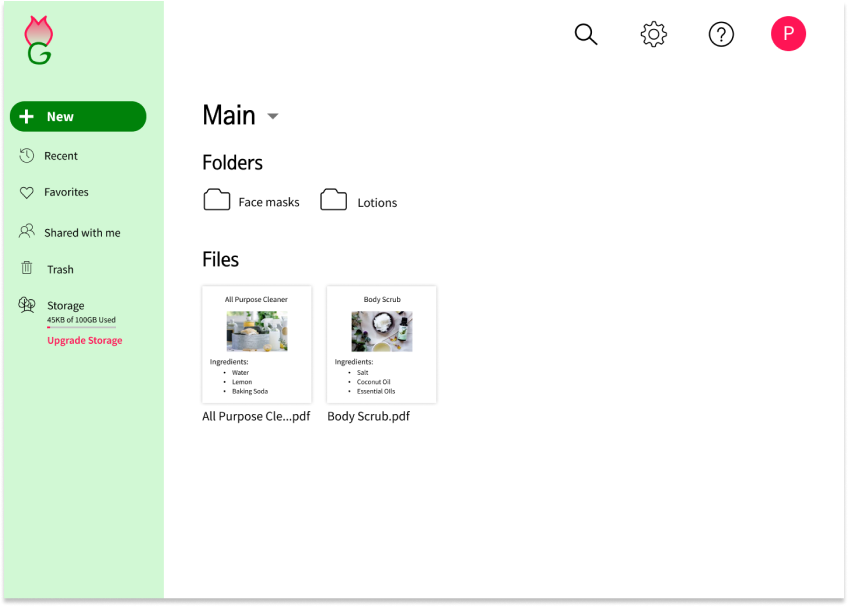 G
New
Recent
Favorites
Shared with me
Trash
Storage
45KB of 100GB Used
Upgrade Storage
?
P
Main
Folders
Face masks
Lotions
Files
All Purpose Cleaner
Ingredients:
• Water
• Lemon
• Baking Soda
All Purpose Cle...pdf
Body Scrub
Ingredients:
• Salt
• Coconut Oil
• Essential Oils
Body Scrub.pdf